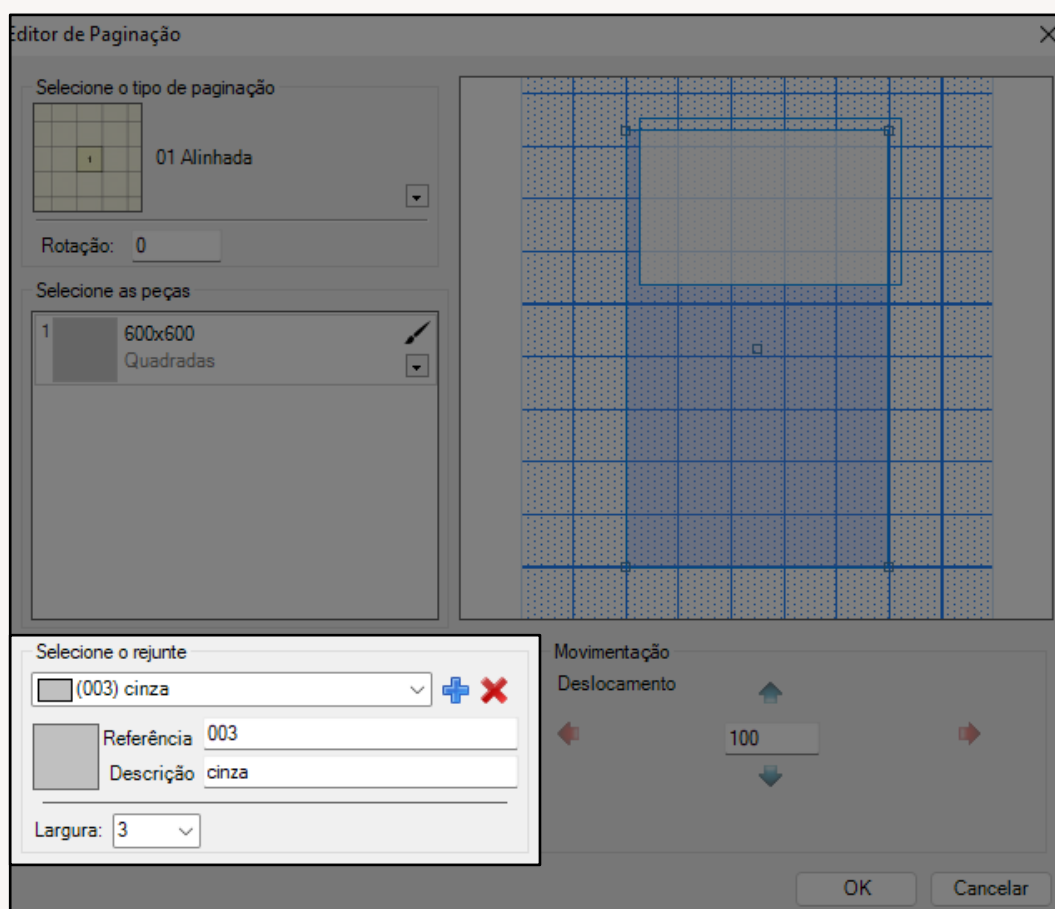 Editor de Paginação
Selecione o tipo de paginação
1
01 Alinhada
Rotação: 0
Selecione as peças
1
600x600
Quadradas
Selecione o rejunte
(003) cinza
Referência 003
Descrição cinza
Largura: 3
Movimentação
Deslocamento
100
OK
Cancelar